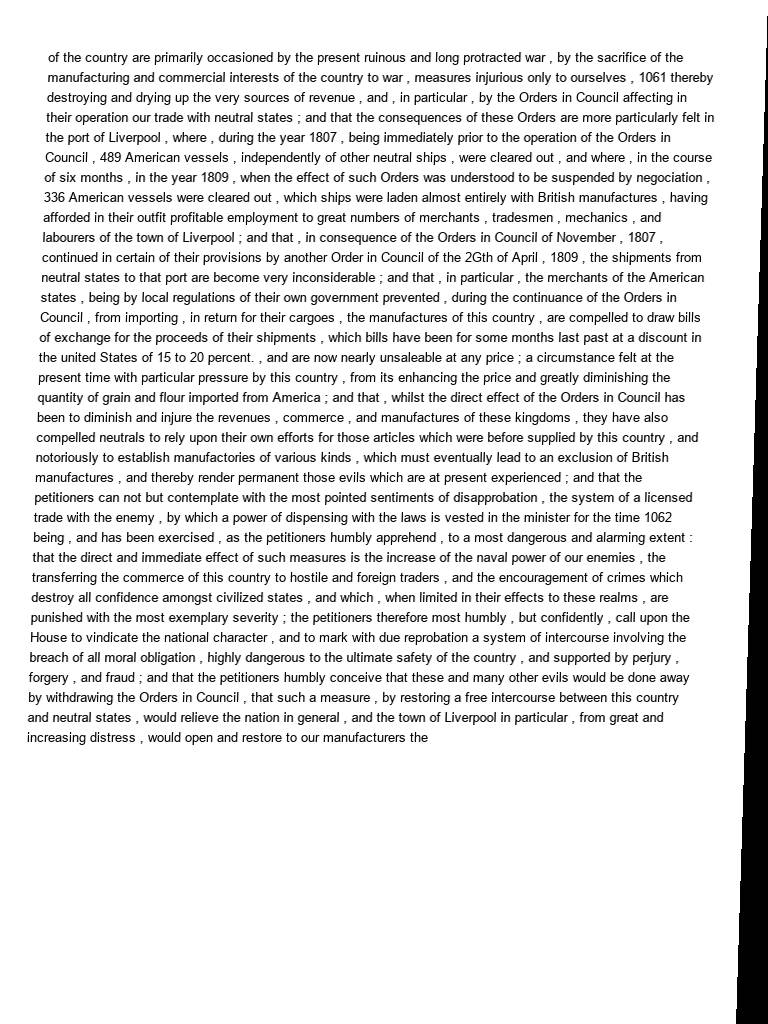 of the country are primarily occasioned by the present ruinous and long protracted war , by the sacrifice of the
manufacturing and commercial interests of the country to war , measures injurious only to ourselves , 1061 thereby
destroying and drying up the very sources of revenue , and , in particular , by the Orders in Council affecting in
their operation our trade with neutral states ; and that the consequences of these Orders are more particularly felt in
the port of Liverpool , where , during the year 1807 , being immediately prior to the operation of the Orders in
Council , 489 American vessels , independently of other neutral ships , were cleared out , and where , in the course
of six months , in the year 1809 , when the effect of such Orders was understood to be suspended by negociation ,
336 American vessels were cleared out , which ships were laden almost entirely with British manufactures , having
afforded in their outfit profitable employment to great numbers of merchants , tradesmen , mechanics , and
labourers of the town of Liverpool ; and that , in consequence of the Orders in Council of November , 1807 ,
continued in certain of their provisions by another Order in Council of the 2Gth of April , 1809 , the shipments from
neutral states to that port are become very inconsiderable ; and that , in particular , the merchants of the American
states , being by local regulations of their own government prevented , during the continuance of the Orders in
Council , from importing , in return for their cargoes , the manufactures of this country , are compelled to draw bills
of exchange for the proceeds of their shipments , which bills have been for some months last past at a discount in
the united States of 15 to 20 percent. , and are now nearly unsaleable at any price ; a circumstance felt at the
present time with particular pressure by this country , from its enhancing the price and greatly diminishing the
quantity of grain and flour imported from America ; and that , whilst the direct effect of the Orders in Council has
been to diminish and injure the revenues , commerce , and manufactures of these kingdoms , they have also
compelled neutrals to rely upon their own efforts for those articles which were before supplied by this country , and
notoriously to establish manufactories of various kinds , which must eventually lead to an exclusion of British
manufactures , and thereby render permanent those evils which are at present experienced ; and that the
petitioners can not but contemplate with the most pointed sentiments of disapprobation , the system of a licensed
trade with the enemy , by which a power of dispensing with the laws is vested in the minister for the time 1062
being , and has been exercised , as the petitioners humbly apprehend , to a most dangerous and alarming extent :
that the direct and immediate effect of such measures is the increase of the naval power of our enemies , the
transferring the commerce of this country to hostile and foreign traders , and the encouragement of crimes which
destroy all confidence amongst civilized states , and which , when limited in their effects to these realms , are
punished with the most exemplary severity ; the petitioners therefore most humbly , but confidently , call upon the
House to vindicate the national character , and to mark with due reprobation a system of intercourse involving the
breach of all moral obligation , highly dangerous to the ultimate safety of the country , and supported by perjury ,
forgery , and fraud ; and that the petitioners humbly conceive that these and many other evils would be done away
by withdrawing the Orders in Council , that such a measure , by restoring a free intercourse between this country
and neutral states , would relieve the nation in general , and the town of Liverpool in particular , from great and
increasing distress , would open and restore to our manufacturers the